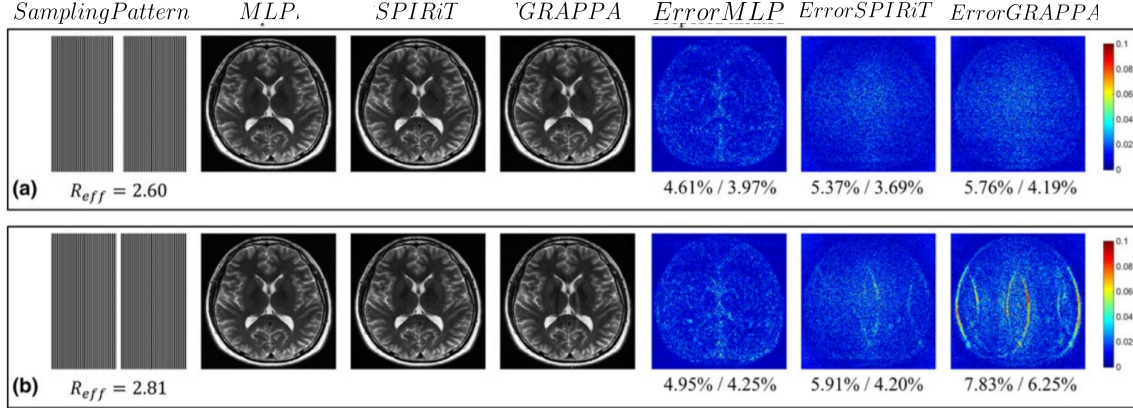 SamplingPattern MLP. 'SPIRiT 'GRAPPA ErrorMLP ErrorSPIRiT ErrorGRAPPA
0.1
0.08
0.06
0.04
0.02
0
4.61% / 3.97% 5.37% / 3.69% 5.76% / 4.19%
(a) R_eff = 2.60
0.1
0.08
0.06
0.04
0.02
0
4.95% / 4.25% 5.91% / 4.20% 7.83% / 6.25%
(b) R_eff = 2.81